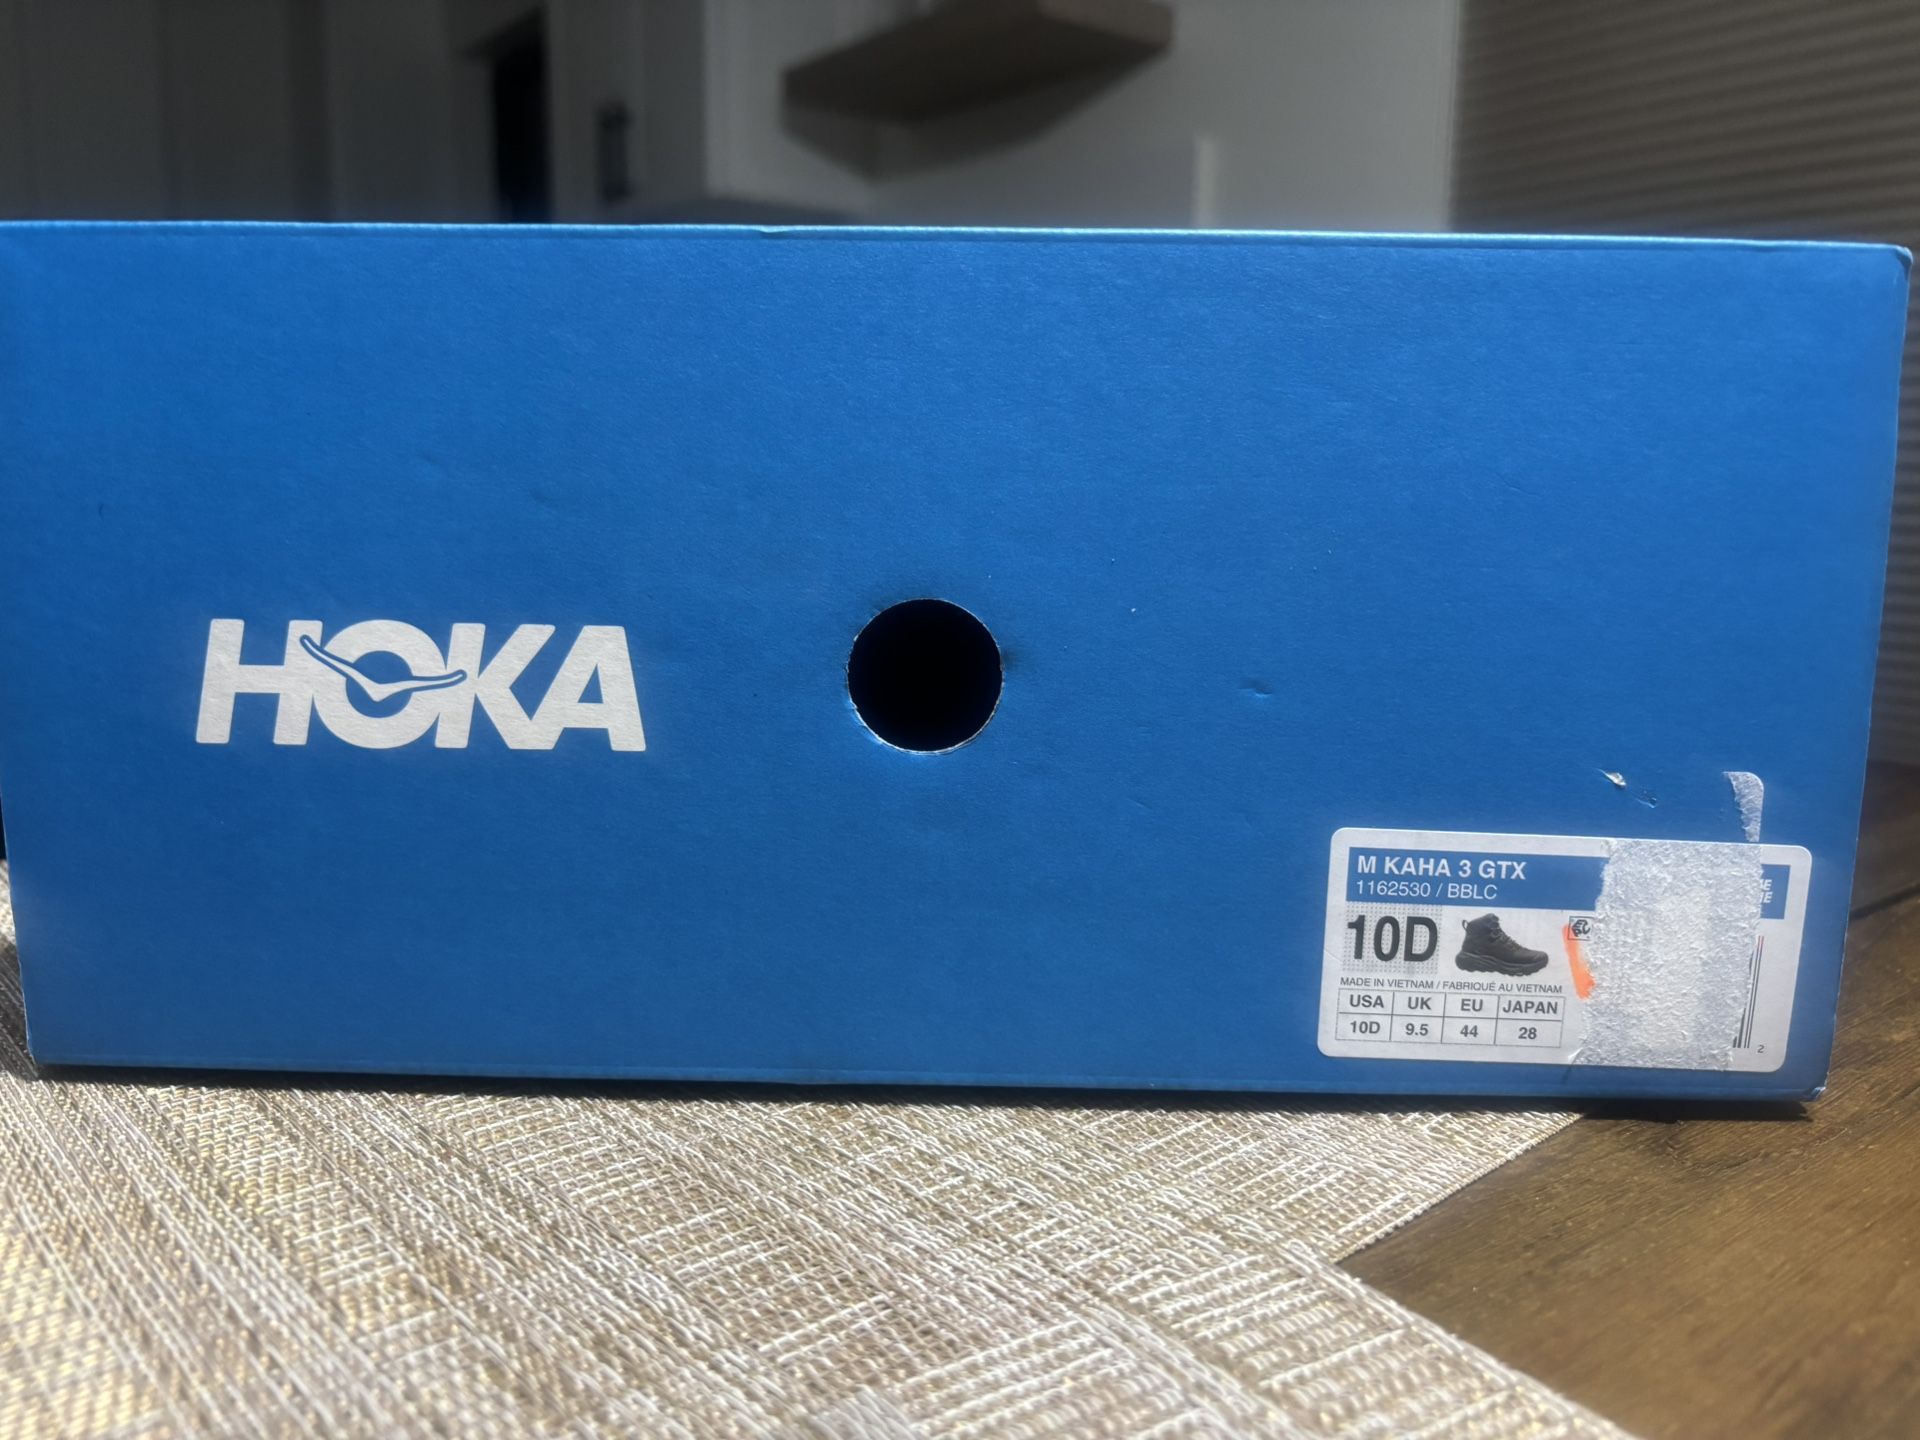 HOKA
M KAHA 3 GTX
1162530 / BBLC
10D
MADE IN VIETNAM / FABRIQUÉ AU VIETNAM
USA UK EU JAPAN
10D 9.5 44 28
2